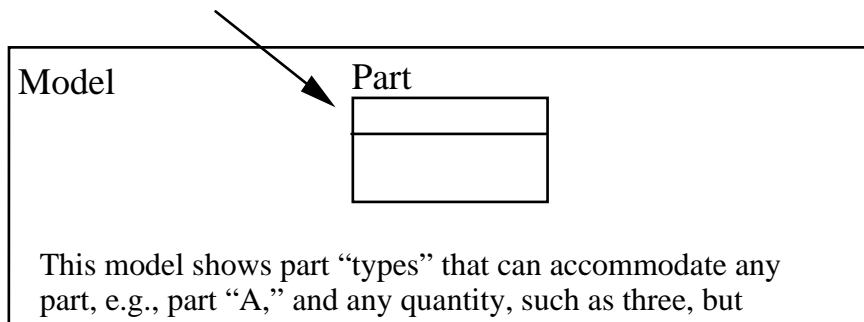 Model
Part
This model shows part “types” that can accommodate any
part, e.g., part “A,” and any quantity, such as three, but